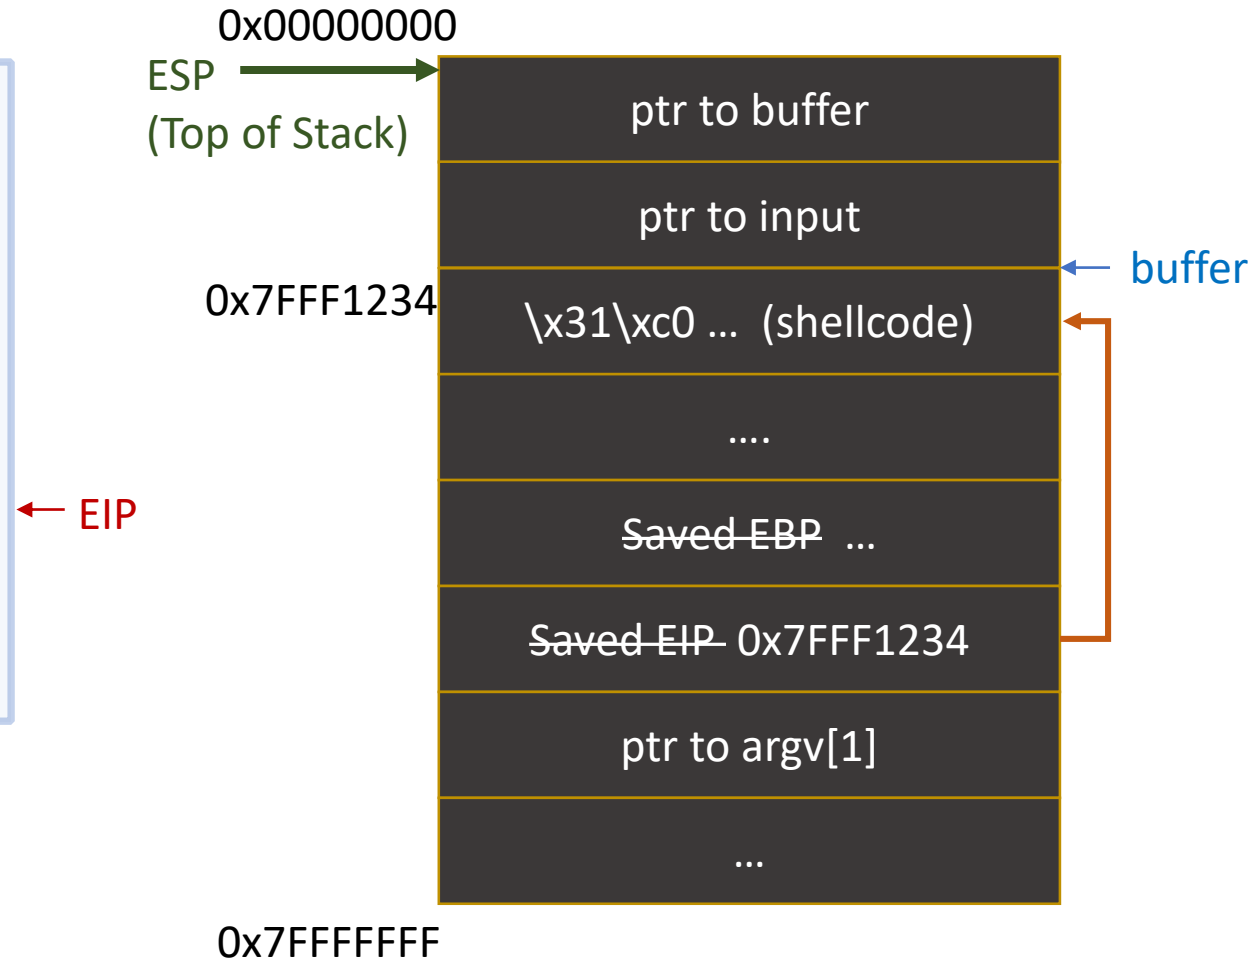 0x00000000
ESP
(Top of Stack)
ptr to buffer
ptr to input
buffer
0x7FFF1234
\x31\xc0 … (shellcode)
….
EIP
Saved EBP …
Saved EIP 0x7FFF1234
ptr to argv[1]
…
0x7FFFFFFF